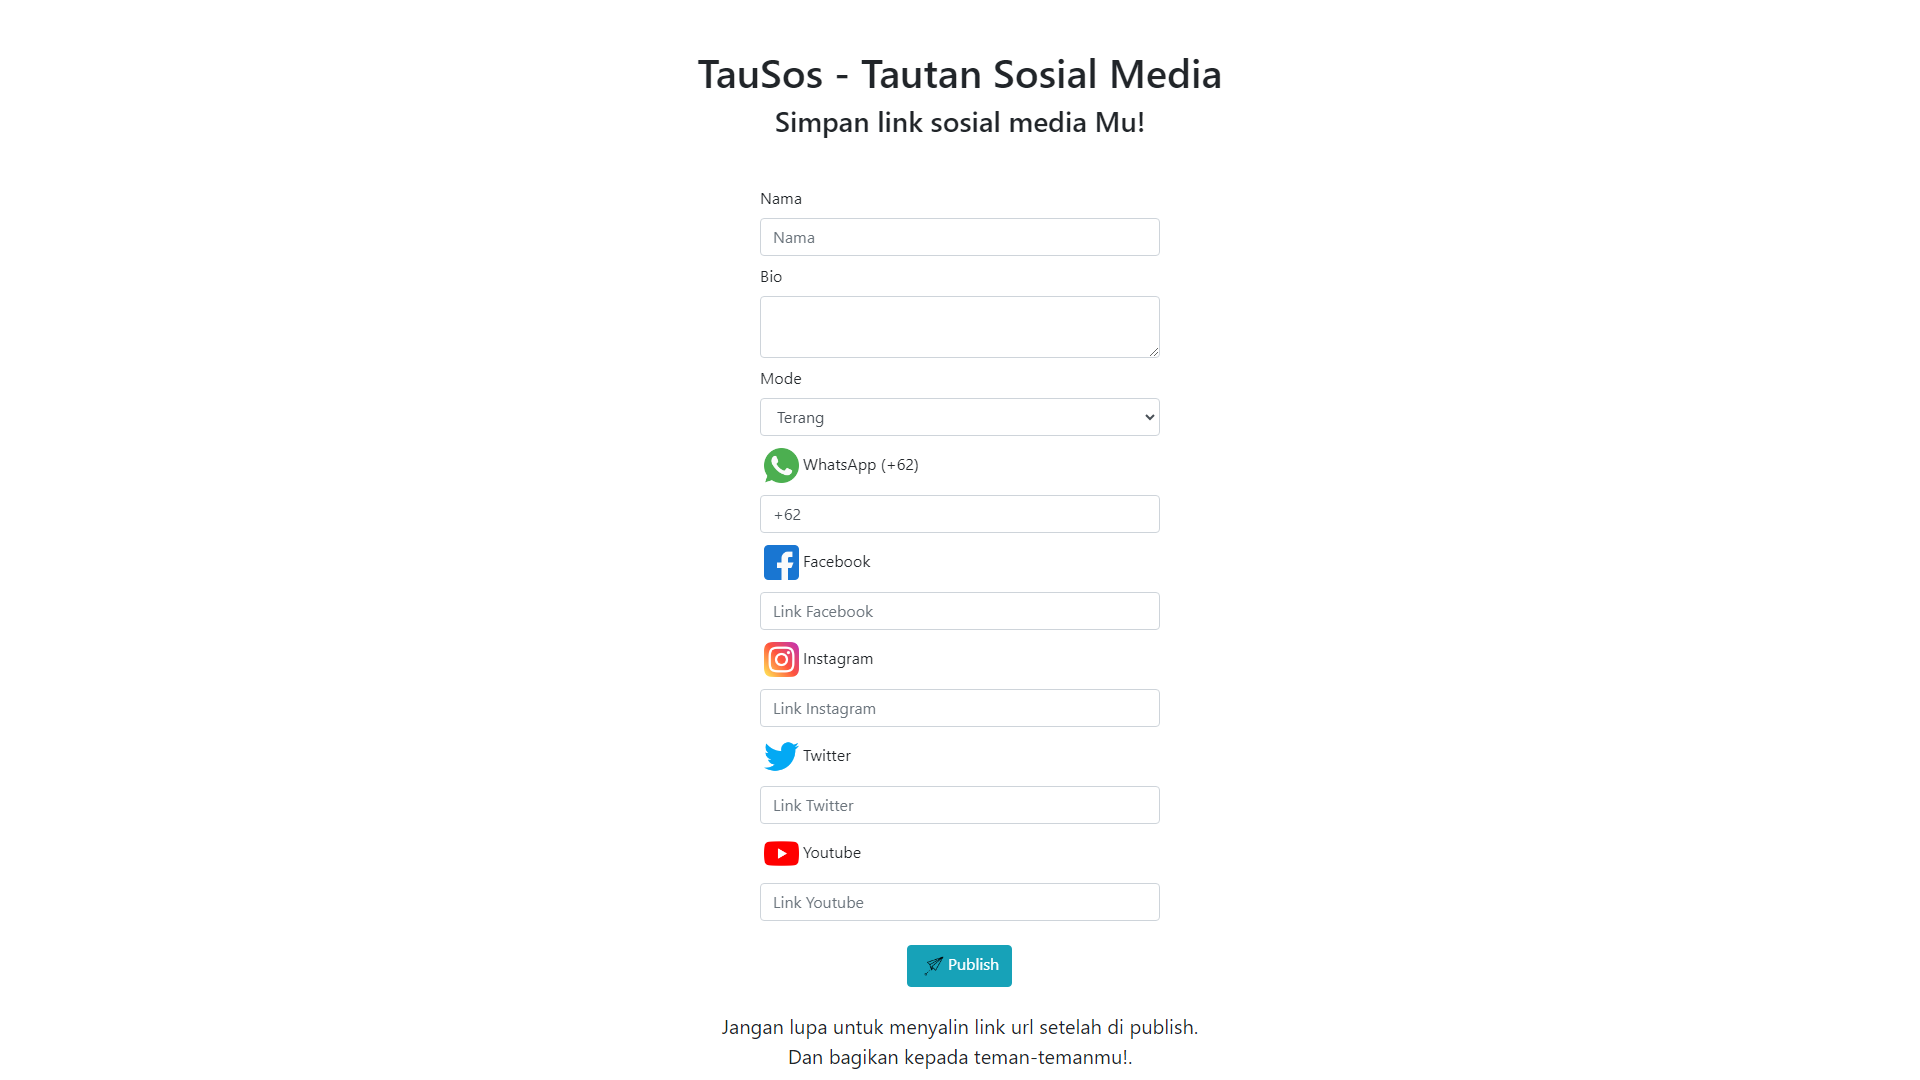 TauSos - Tautan Sosial Media
Simpan link sosial media Mu!
Nama
Nama
Bio
Mode
Terang
WhatsApp (+62)
+62
Facebook
Link Facebook
Instagram
Link Instagram
Twitter
Link Twitter
Youtube
Link Youtube
Publish
Jangan lupa untuk menyalin link url setelah di publish.
Dan bagikan kepada teman-temanmu!.